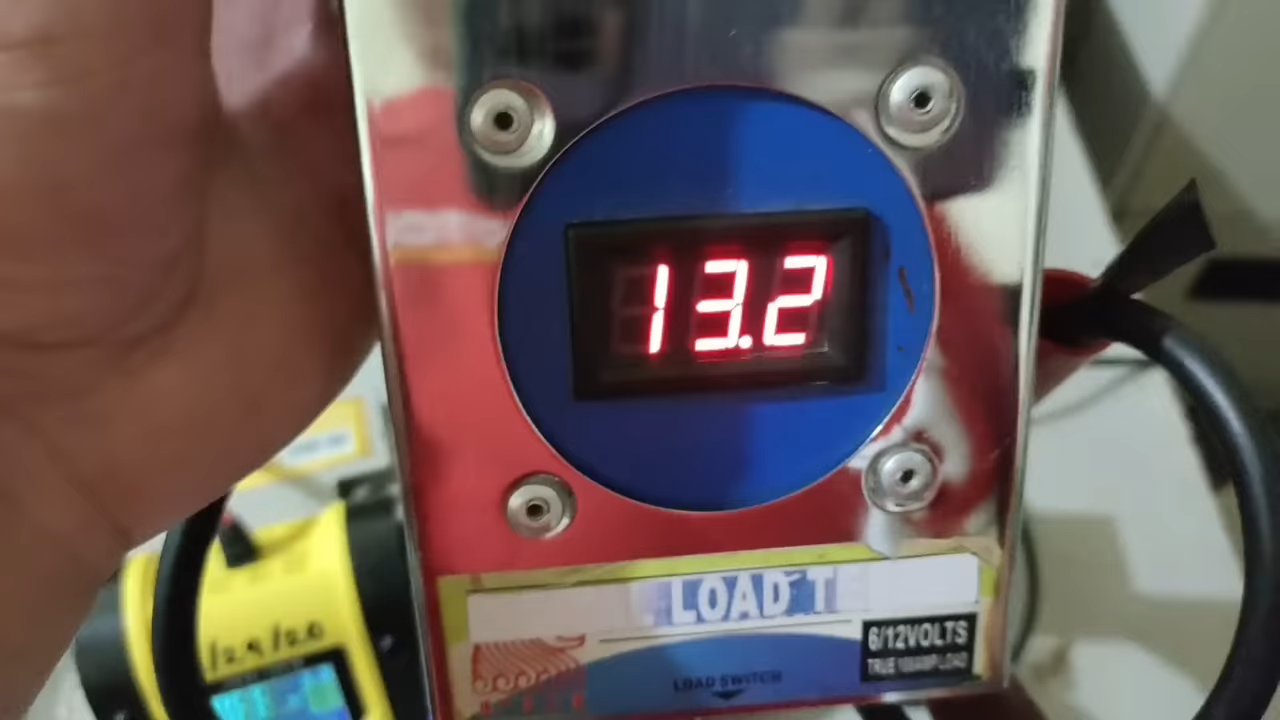 13.2
LOAD T
6/12VOLTS
TRUE 100AMP LOAD
LOAD SWITCH